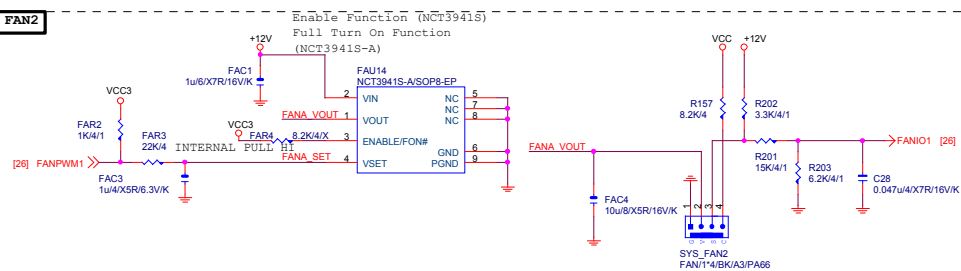 FAN2
Enable Function (NCT3941S)
Full Turn On Function
(NCT3941S-A)
+12V
FAC1
1u/6/X7R/16V/K
FAU14
NCT3941S-A/SOP8-EP
2 VIN
1 VOUT
3 ENABLE/FON#
4 VSET
NC 5
NC 7
NC 8
GND 6
PGND 9
FANA_VOUT
VCC3
FAR2
1K/4/1
FAR3
22K/4
VCC3
FAR4
8.2K/4/X
INTERNAL PULL HI
FANA_SET
[26] FANPWM1
FAC3
1u/4/X5R/6.3V/K
FANA_VOUT
FAC4
10u/8/X5R/16V/K
VCC
+12V
R157
8.2K/4
R202
3.3K/4/1
R201
15K/4/1
R203
6.2K/4/1
C28
0.047u/4/X7R/16V/K
FANIO1 [26]
1 2 3 4
G V S C
SYS_FAN2
FAN/1*4/BK/A3/PA66